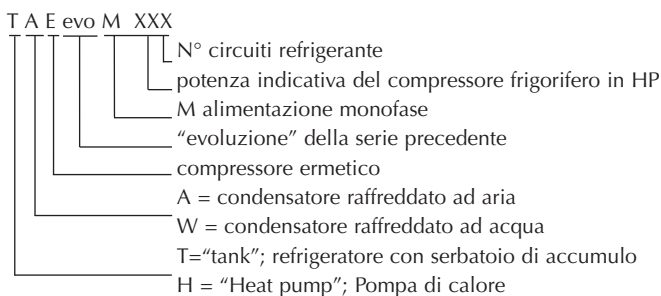 T A E evo M XXX
N° circuiti refrigerante
potenza indicativa del compressore frigorifero in HP
M alimentazione monofase
“evoluzione” della serie precedente
compressore ermetico
A = condensatore raffreddato ad aria
W = condensatore raffreddato ad acqua
T=“tank”; refrigeratore con serbatoio di accumulo
H = “Heat pump”; Pompa di calore